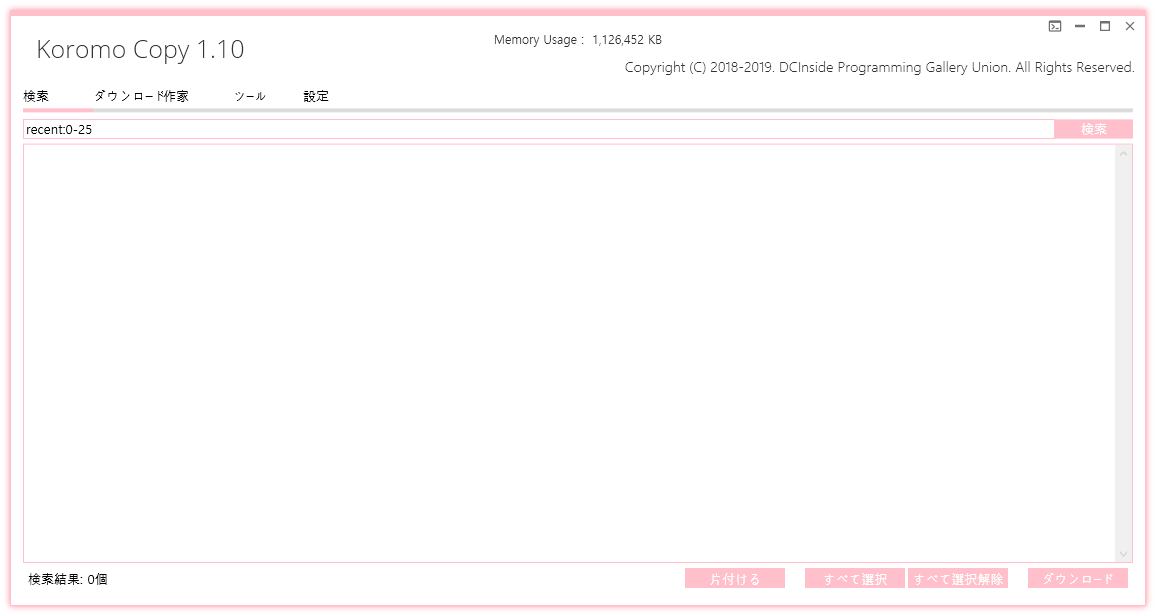 Koromo Copy 1.10
Memory Usage : 1,126,452 KB
Copyright (C) 2018-2019. DCInside Programming Gallery Union. All Rights Reserved.
検索 ダウンロード 作家 ツール 設定
recent:0-25 検索
検索結果: 0個 片付ける すべて選択 すべて選択解除 ダウンロード